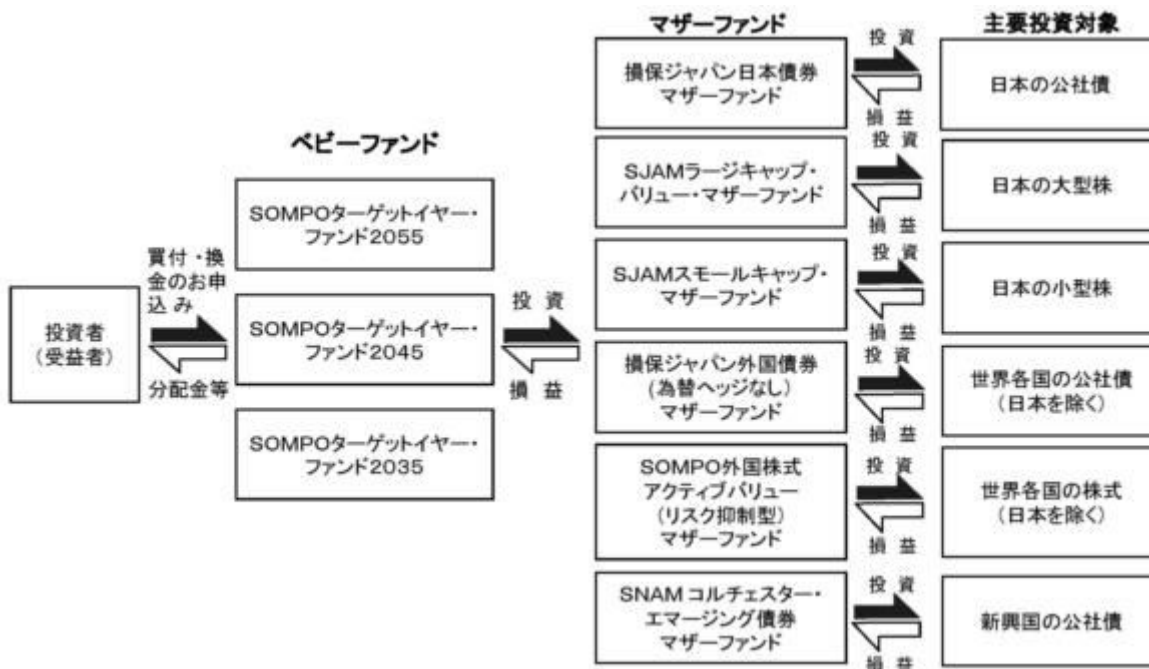 マザーファンド
主要投資対象
投 資
損保ジャパン日本債券
マザーファンド
日本の公社債
損 益
ベビーファンド
投 資
SJAMラージキャップ・
バリュー・マザーファンド
日本の大型株
損 益
SOMPOターゲットイヤー・
ファンド2055
買付・換
金のお申
込み
投 資
SJAMスモールキャップ・
マザーファンド
日本の小型株
損 益
投資者
(受益者)
SOMPOターゲットイヤー・
ファンド2045
投 資
分配金等
損 益
投 資
損保ジャパン外国債券
(為替ヘッジなし)
マザーファンド
世界各国の公社債
(日本を除く)
損 益
SOMPOターゲットイヤー・
ファンド2035
投 資
SOMPO外国株式
アクティブバリュー
(リスク抑制型)
マザーファンド
世界各国の株式
(日本を除く)
損 益
投 資
SNAMコルチェスター・
エマージング債券
マザーファンド
新興国の公社債
損 益